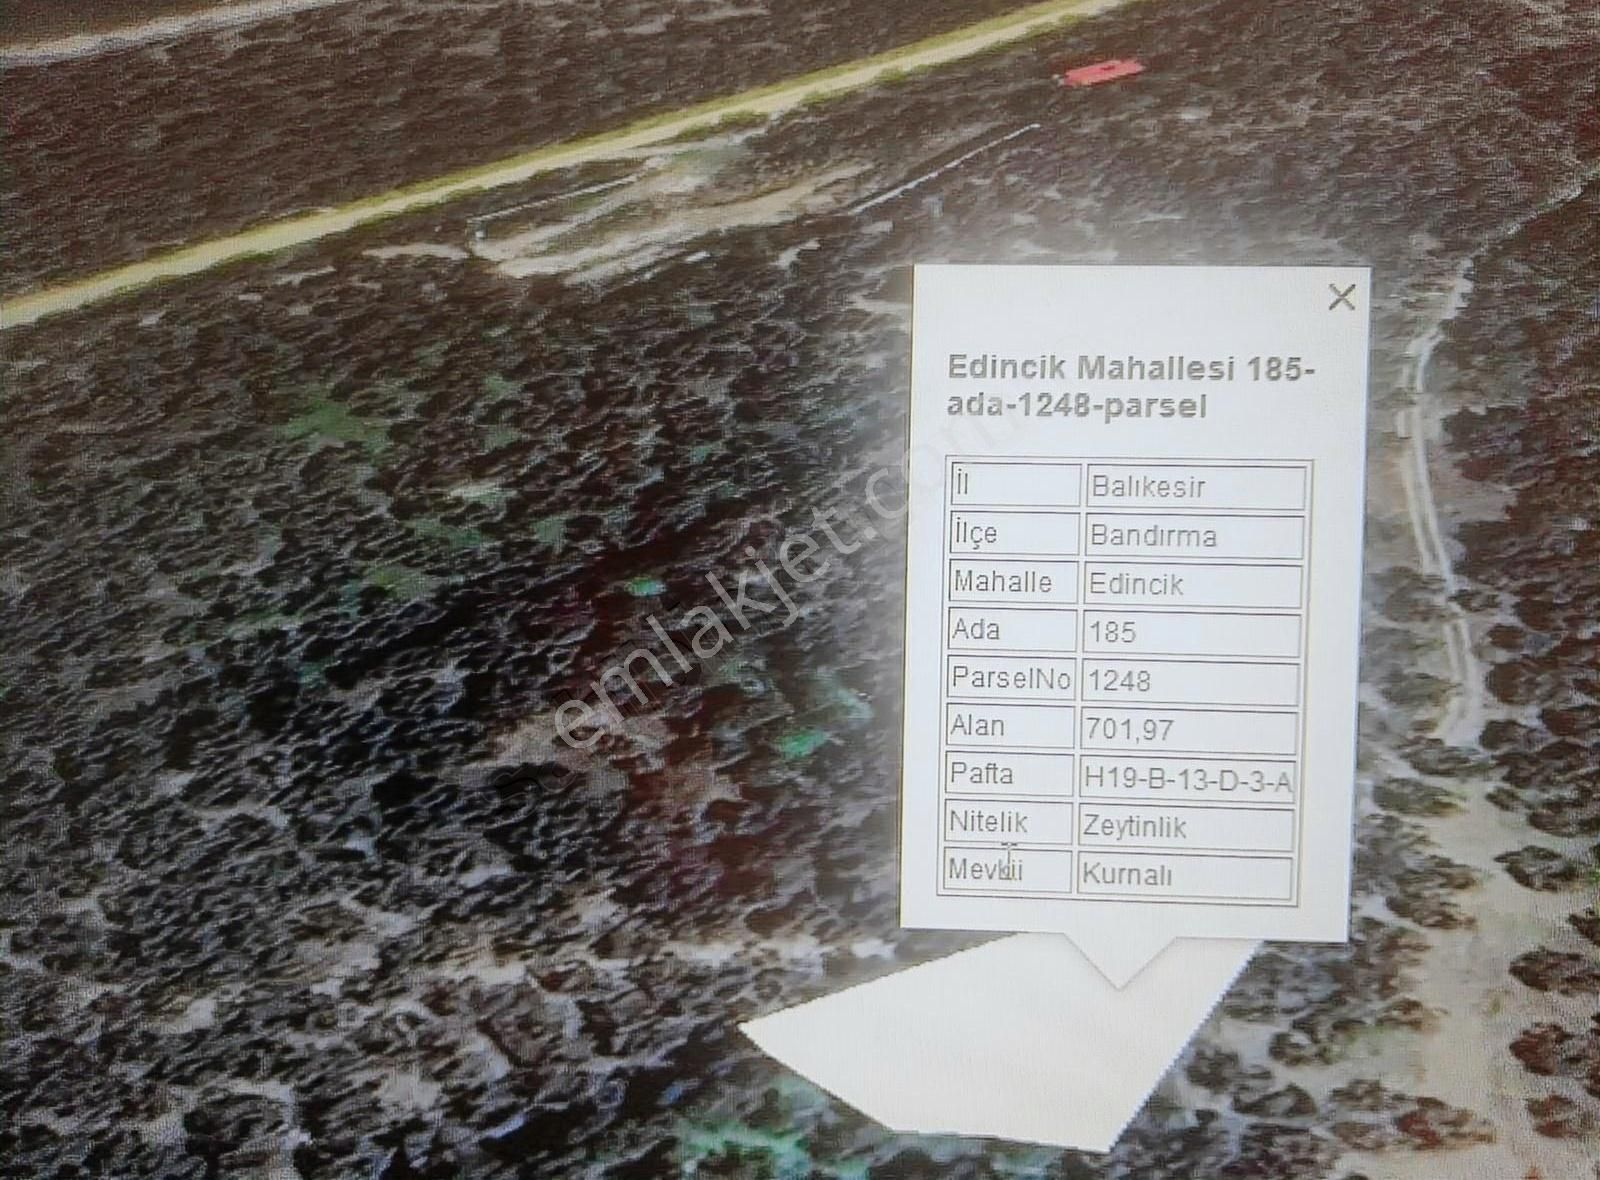 Edincik Mahallesi 185-
ada-1248-parsel
İl Balıkesir
İlçe Bandırma
Mahalle Edincik
Ada 185
ParselNo 1248
Alan 701,97
Pafta H19-B-13-D-3-A
Nitelik Zeytinlik
Mevkii Kurnalı
emlakjet.com